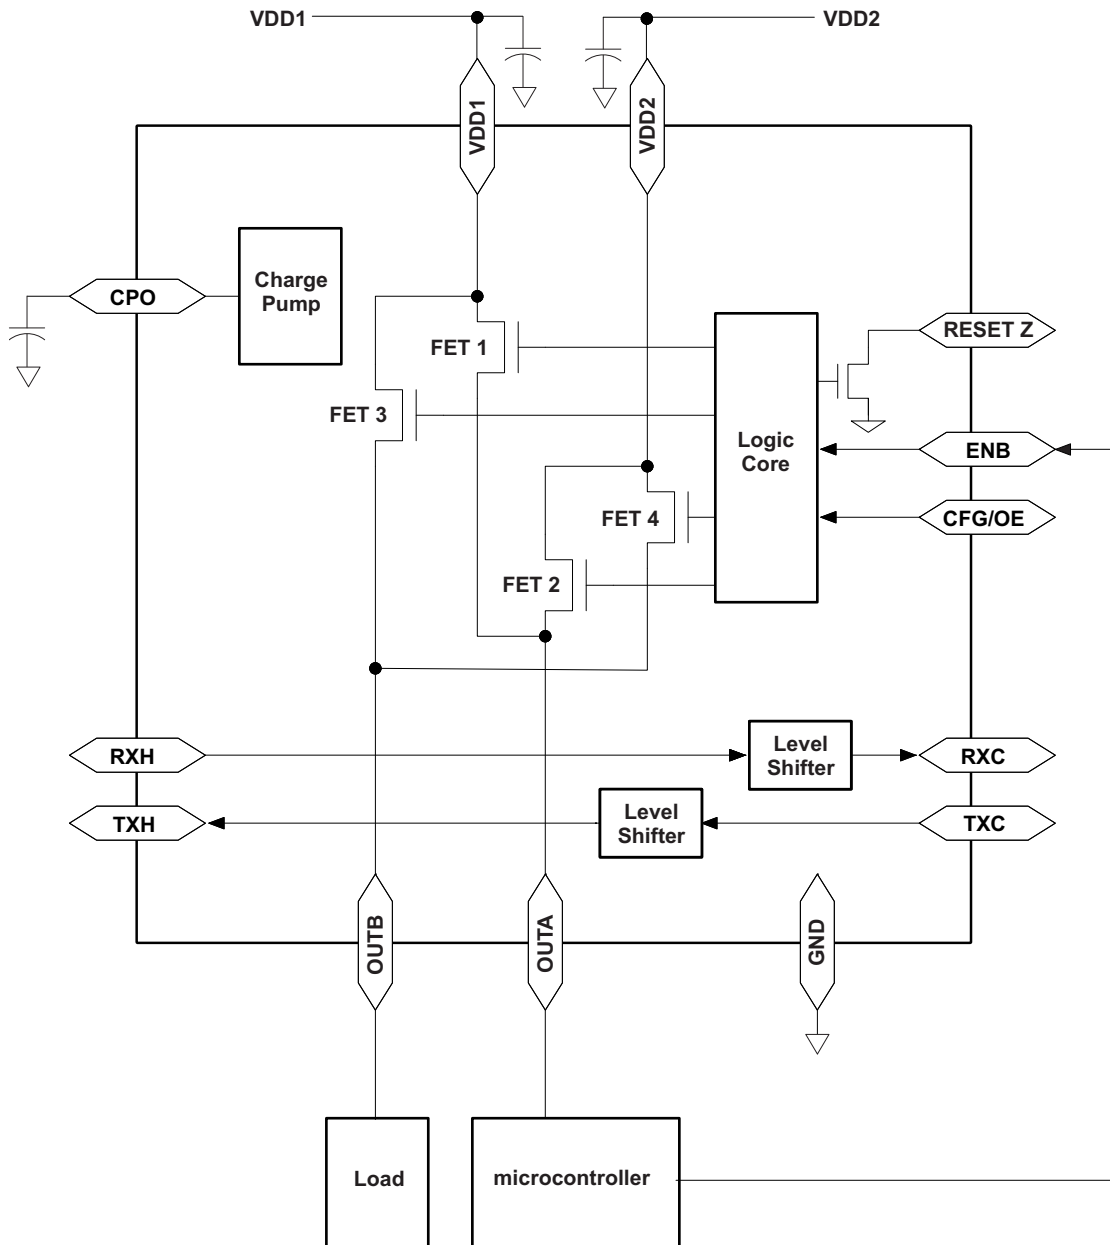 VDD1
VDD2
VDD1
VDD2
Charge
Pump
CPO
RESET Z
FET 1
FET 3
Logic
Core
ENB
FET 4
CFG/OE
FET 2
RXH
Level
Shifter
RXC
TXH
Level
Shifter
TXC
OUTB
OUTA
GND
Load
microcontroller